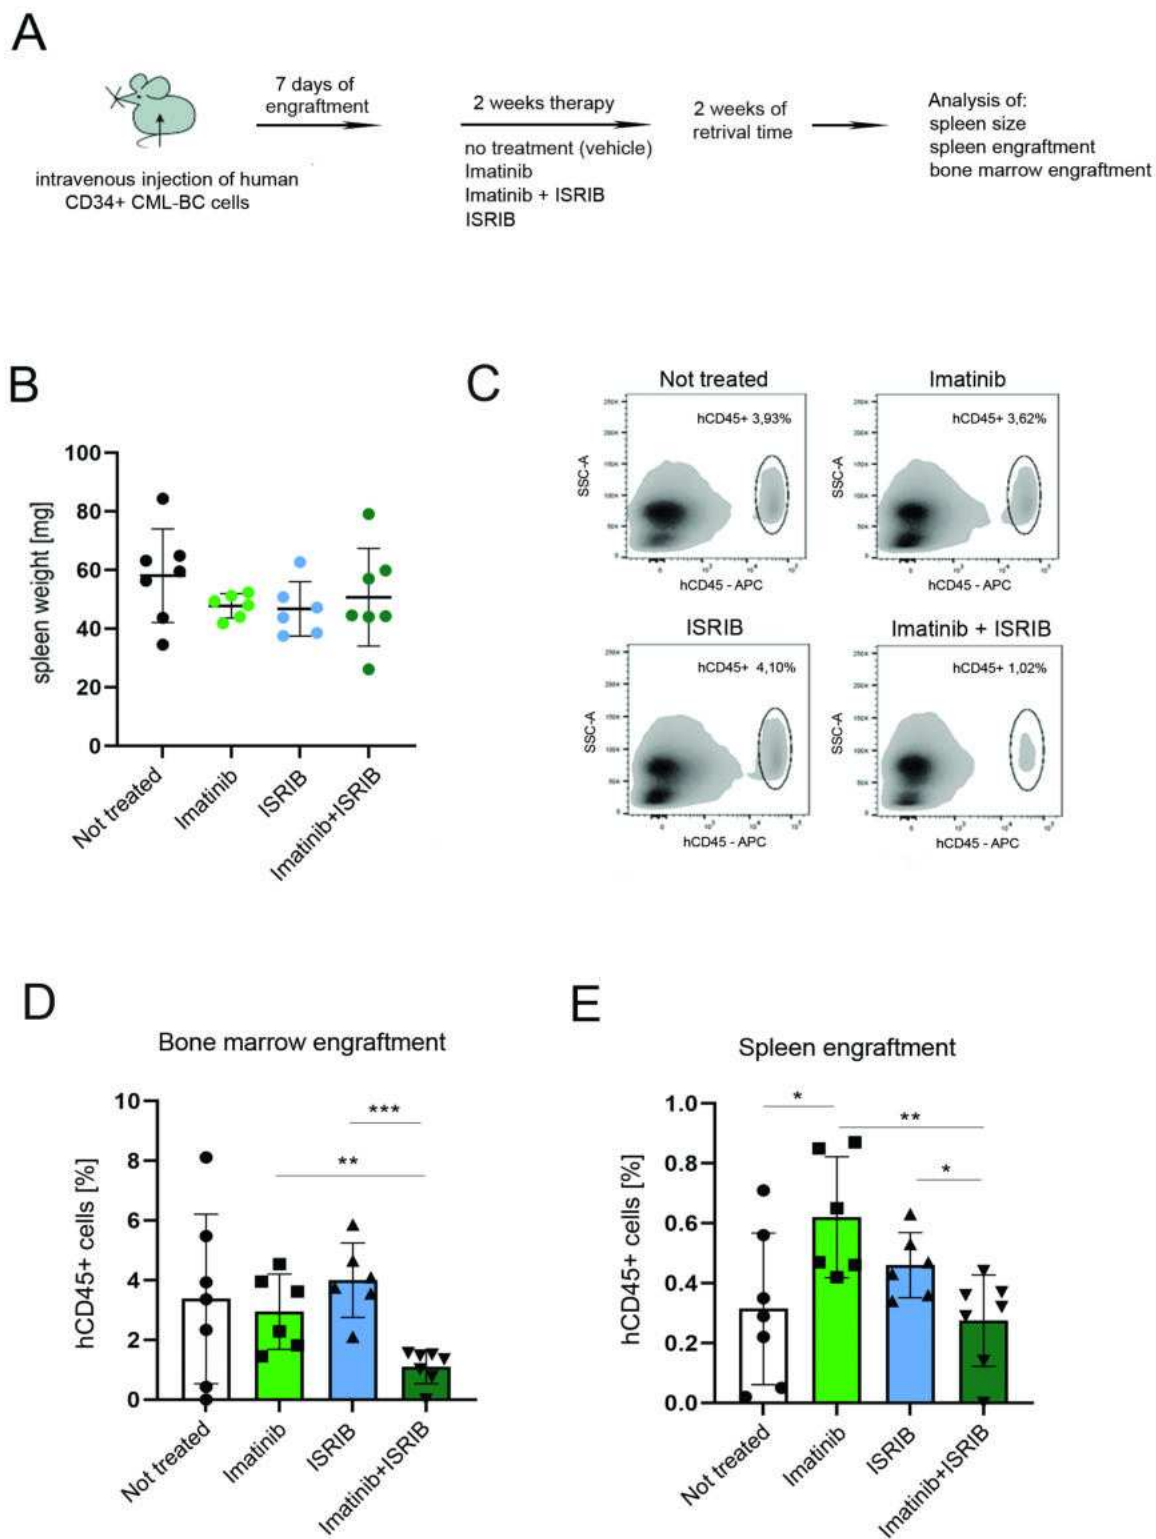 A
7 days of
engraftment
2 weeks therapy
no treatment (vehicle)
Imatinib
Imatinib + ISRIB
ISRIB
2 weeks of
retrival time
Analysis of:
spleen size
spleen engraftment
bone marrow engraftment
intravenous injection of human
CD34+ CML-BC cells
B
spleen weight [mg]
100
80
60
40
20
0
Not treated
Imatinib
ISRIB
Imatinib+ISRIB
C
Not treated
hCD45+ 3,93%
SSC-A
hCD45 - APC
Imatinib
hCD45+ 3,62%
SSC-A
hCD45 - APC
ISRIB
hCD45+ 4,10%
SSC-A
hCD45 - APC
Imatinib + ISRIB
hCD45+ 1,02%
SSC-A
hCD45 - APC
D
Bone marrow engraftment
hCD45+ cells [%]
10
8
6
4
2
0
***
**
Not treated
Imatinib
ISRIB
Imatinib+ISRIB
E
Spleen engraftment
hCD45+ cells [%]
1.0
0.8
0.6
0.4
0.2
0.0
*
**
*
Not treated
Imatinib
ISRIB
Imatinib+ISRIB